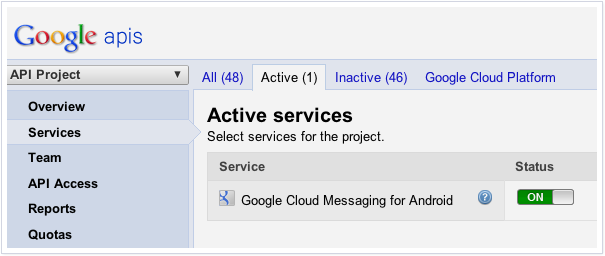 Google apis
API Project
All (48) Active (1) Inactive (46) Google Cloud Platform
Overview
Services
Team
API Access
Reports
Quotas
Active services
Select services for the project.
Service Status
Google Cloud Messaging for Android ? ON